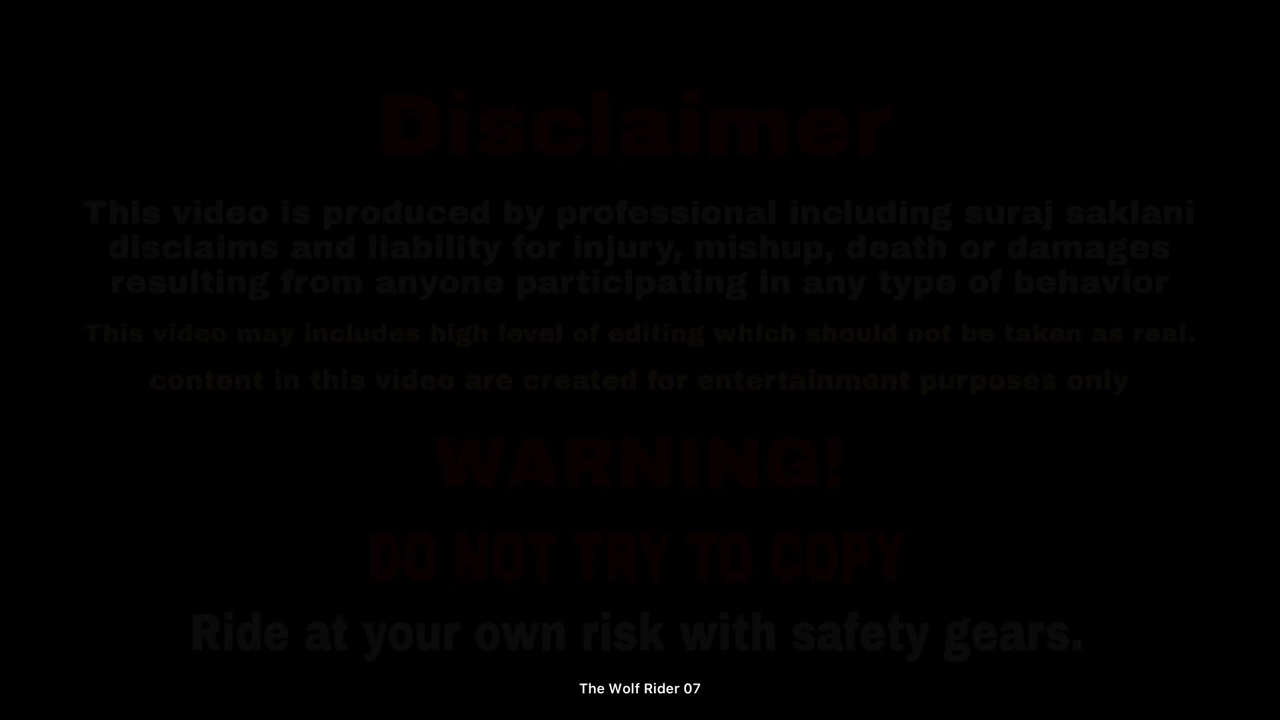 Disclaimer
This video is produced by professional including suraj saklani
disclaims and liability for injury, mishup, death or damages
resulting from anyone participating in any type of behavior
This video may includes high level of editing which should not be taken as real.
content in this video are created for entertainment purposes only
WARNING!
DO NOT TRY TO COPY
Ride at your own risk with safety gears.
The Wolf Rider 07